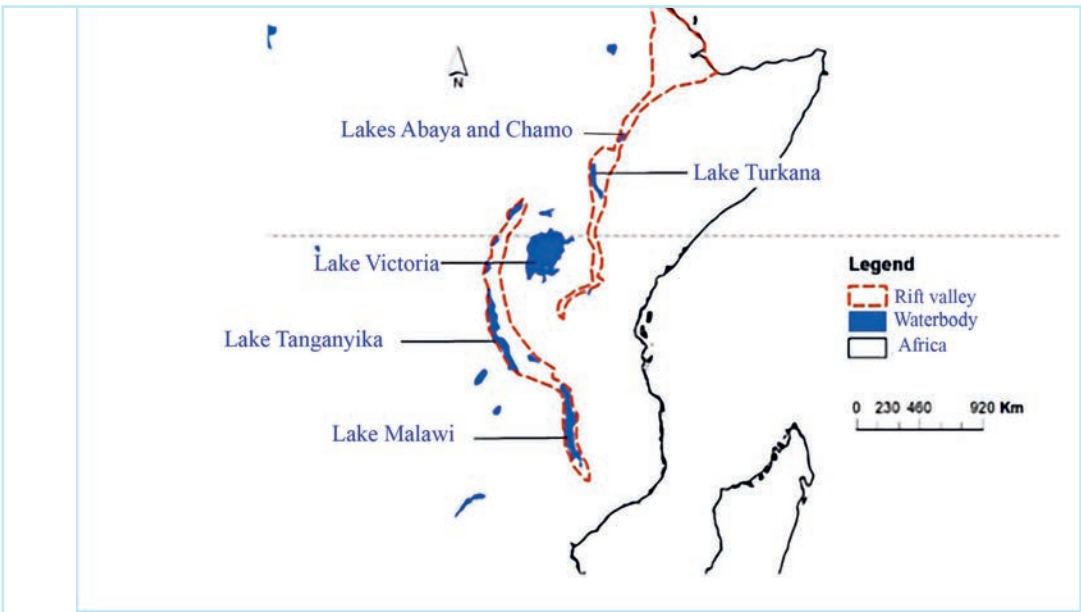 N
Lakes Abaya and Chamo
Lake Turkana
Lake Victoria
Lake Tanganyika
Lake Malawi
Legend
Rift valley
Waterbody
Africa
0 230 460 920 Km